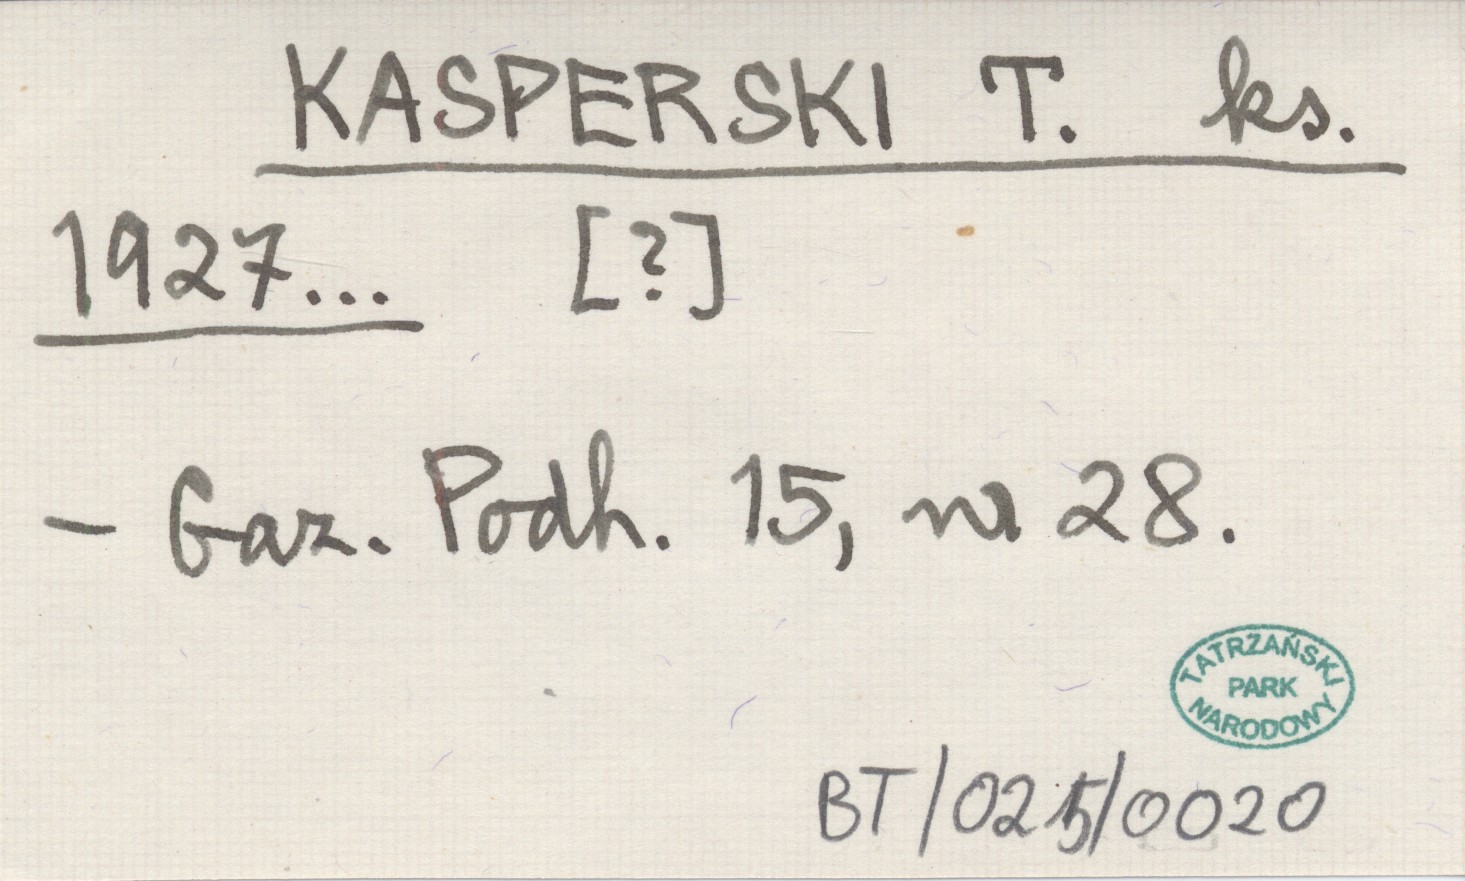 KASPERSKI T. ks.
1927... [?]
- Gaz. Podh. 15, nr 28.
TATRZAŃSKI
PARK
NARODOWY
BT/025/0020